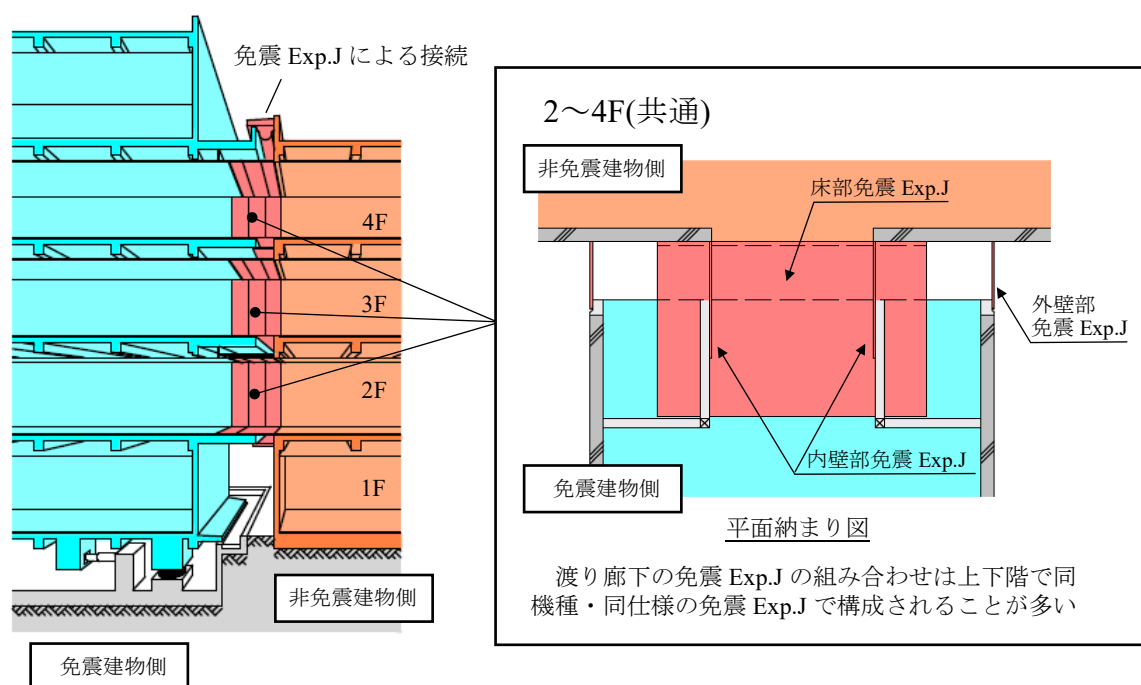 免震 Exp.J による接続
4F
3F
2F
1F
非免震建物側
免震建物側
2～4F(共通)
非免震建物側
床部免震 Exp.J
外壁部
免震 Exp.J
内壁部免震 Exp.J
免震建物側
平面納まり図
渡り廊下の免震 Exp.J の組み合わせは上下階で同
機種・同仕様の免震 Exp.J で構成されることが多い